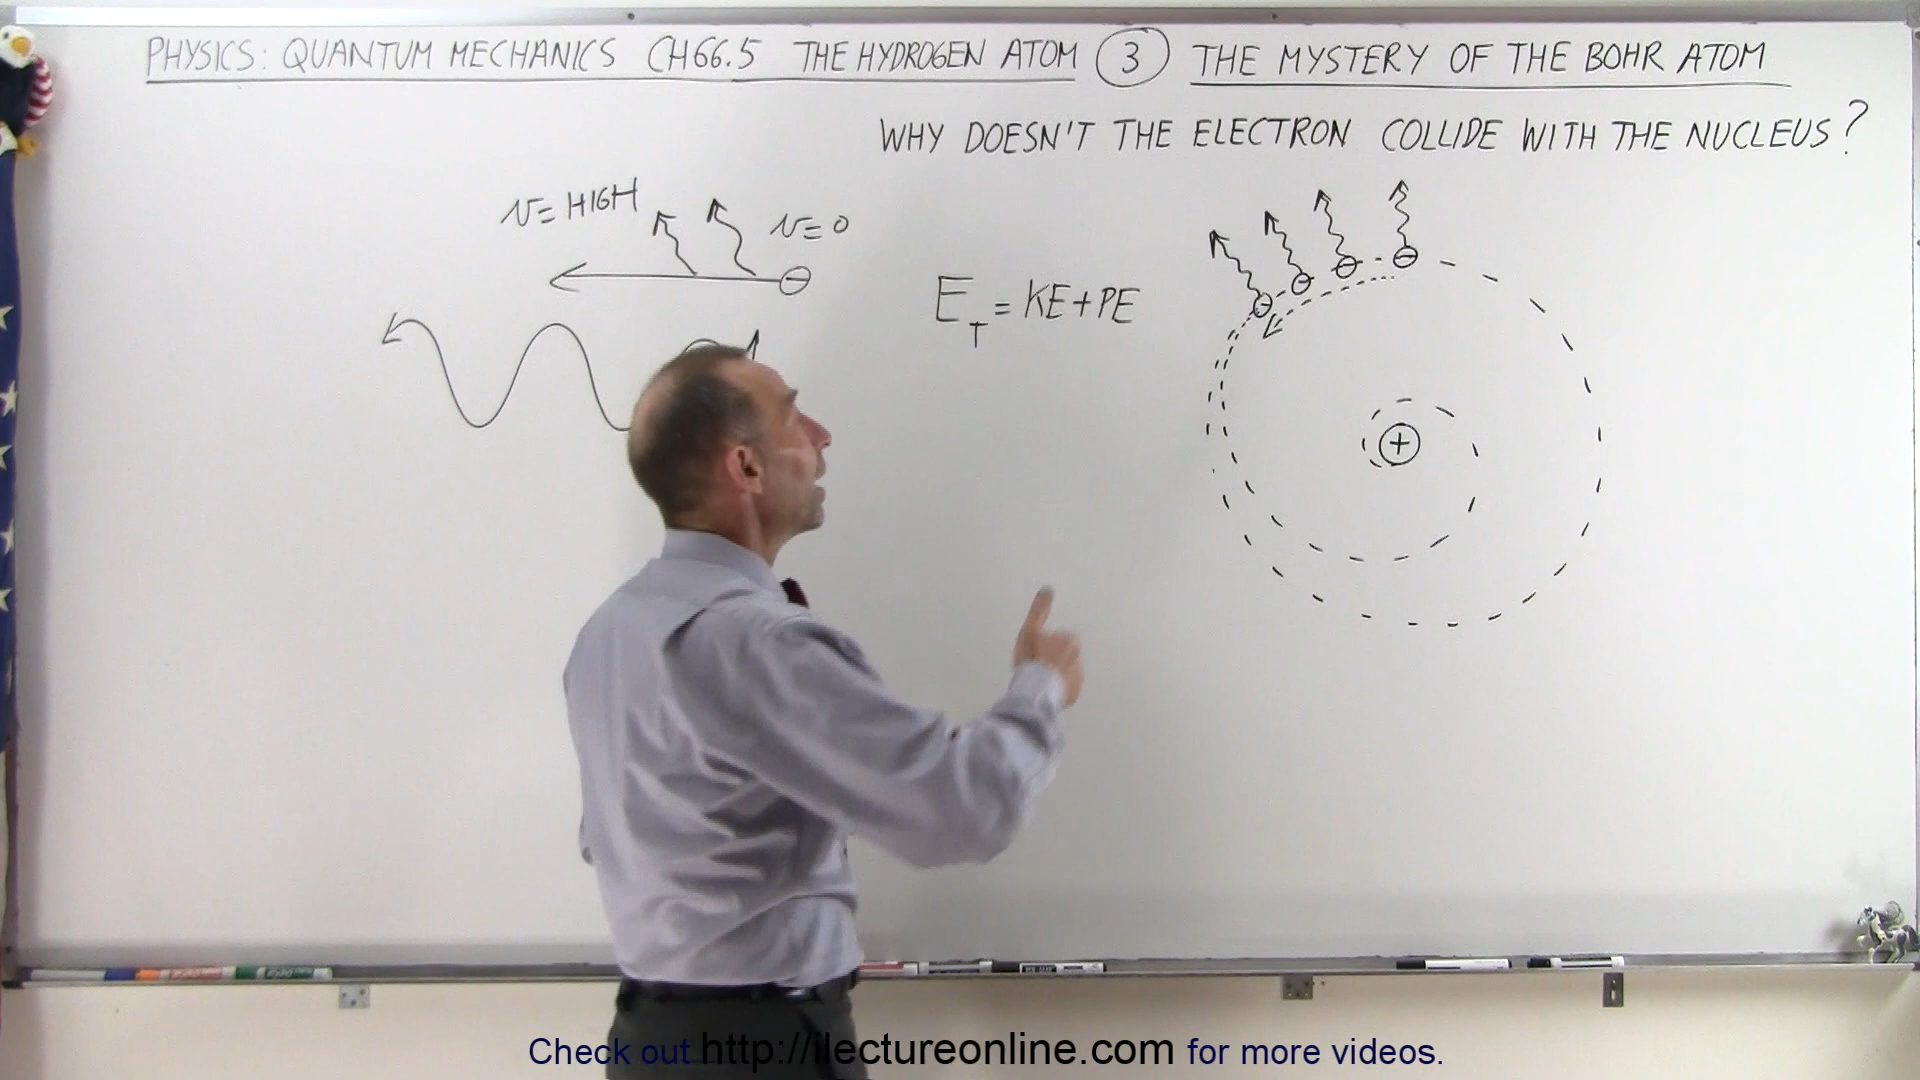 PHYSICS: QUANTUM MECHANICS CH66.5 THE HYDROGEN ATOM 3 THE MYSTERY OF THE BOHR ATOM
WHY DOESN'T THE ELECTRON COLLIDE WITH THE NUCLEUS?
v=HIGH
v=0
−
E_T = KE+PE
−
−
−
−
+
Check out http://ilectureonline.com for more videos.